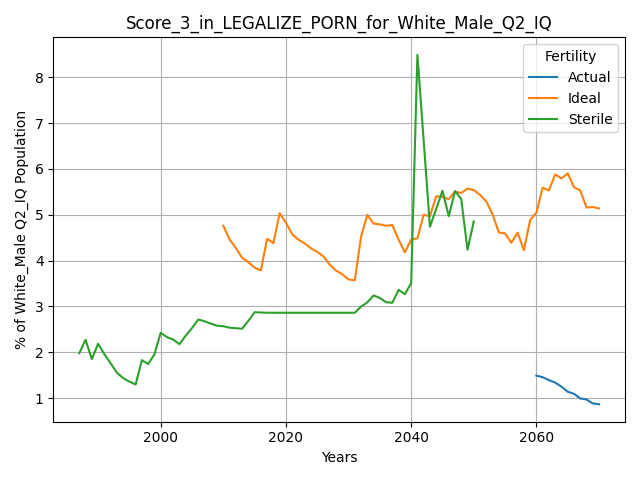 Score_3_in_LEGALIZE_PORN_for_White_Male_Q2_IQ
Fertility
Actual
Ideal
Sterile
% of White_Male Q2_IQ Population
8
7
6
5
4
3
2
1
2000
2020
2040
2060
Years